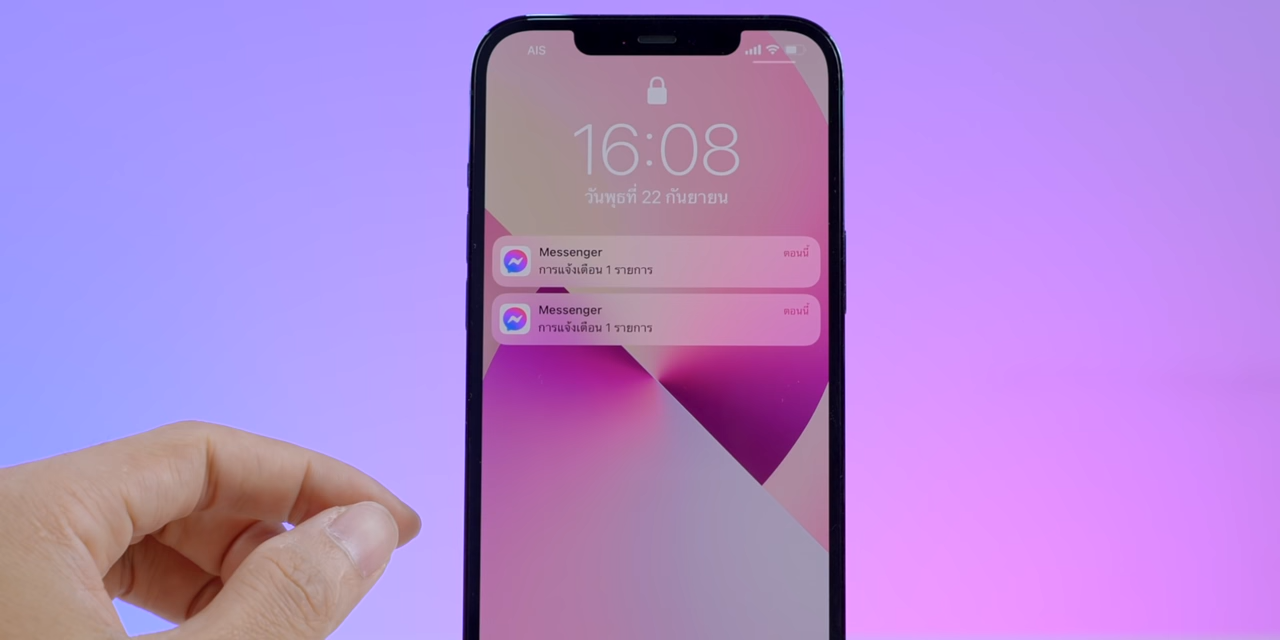 AIS
16:08
วันพุธที่ 22 กันยายน
Messenger
ตอนนี้
การแจ้งเตือน 1 รายการ
Messenger
ตอนนี้
การแจ้งเตือน 1 รายการ